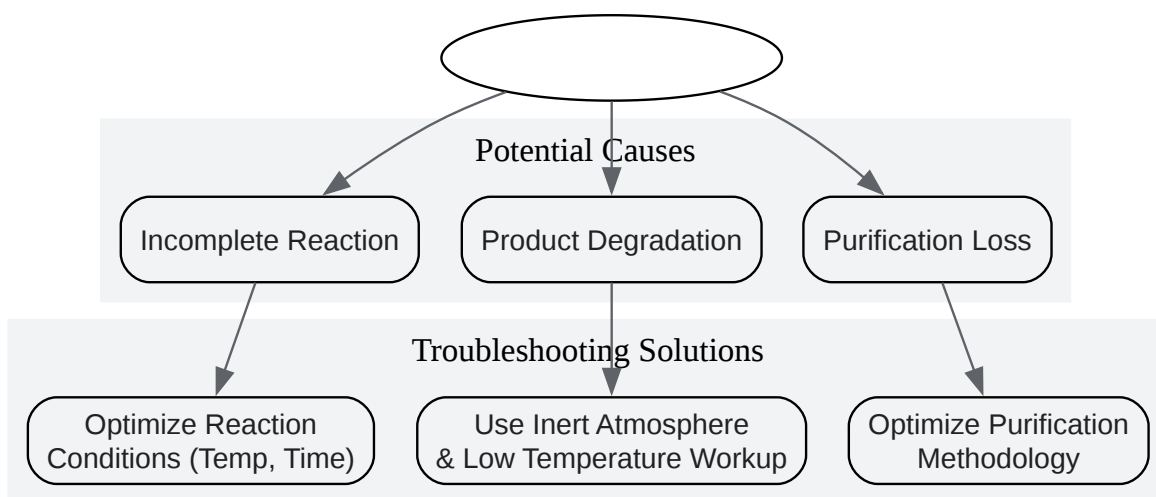 Potential Causes
Incomplete Reaction
Product Degradation
Purification Loss
Troubleshooting Solutions
Optimize Reaction
Conditions (Temp, Time)
Use Inert Atmosphere
& Low Temperature Workup
Optimize Purification
Methodology